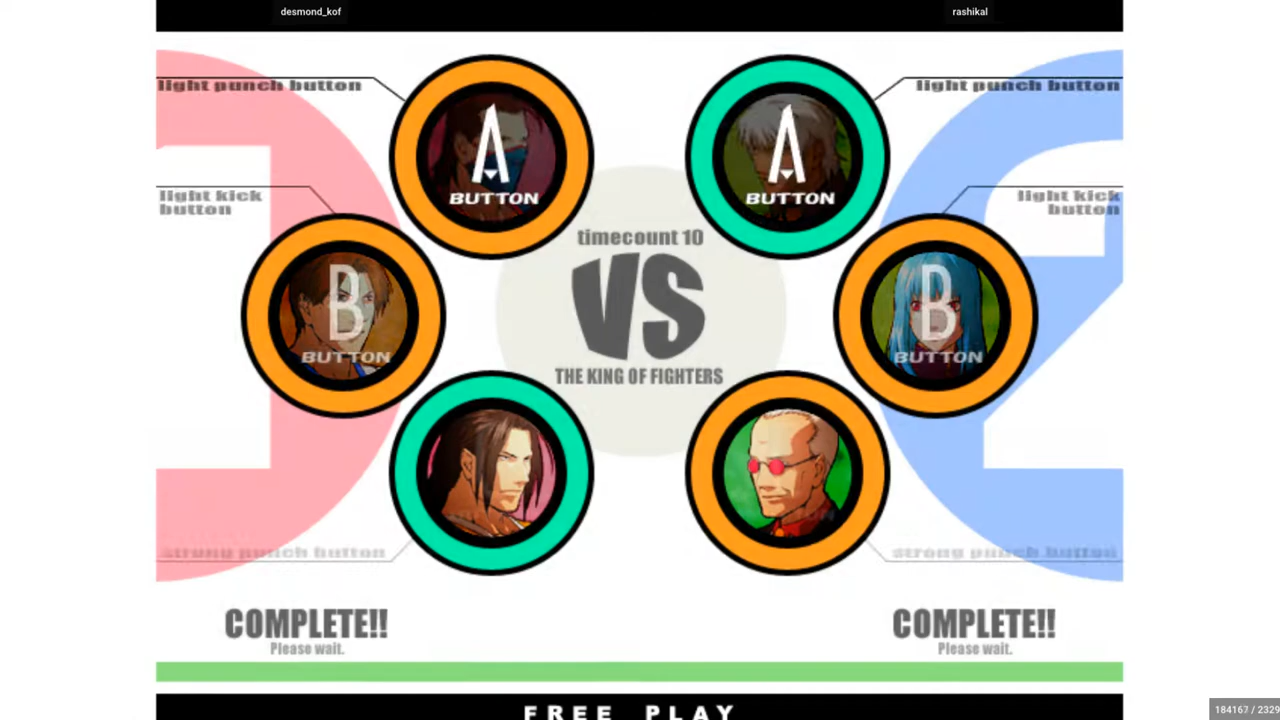 desmond_kof
rashikal
light punch button
A
BUTTON
A
BUTTON
light punch button
light kick
button
B
BUTTON
timecount 10
VS
THE KING OF FIGHTERS
B
BUTTON
light kick
button
1
2
strong punch button
strong punch button
COMPLETE!!
Please wait.
COMPLETE!!
Please wait.
FREE PLAY